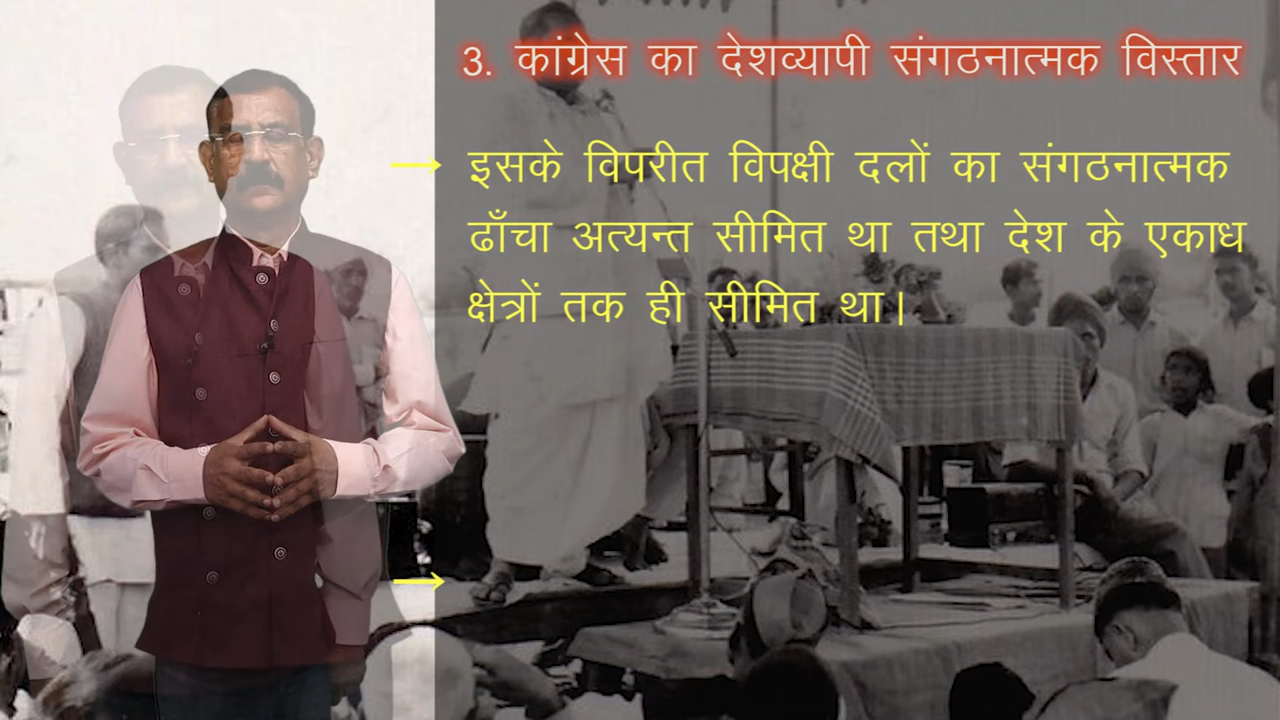 3. कांग्रेस का देशव्यापी संगठनात्मक विस्तार
→ इसके विपरीत विपक्षी दलों का संगठनात्मक
ढाँचा अत्यन्त सीमित था तथा देश के एकाध
क्षेत्रों तक ही सीमित था।
→